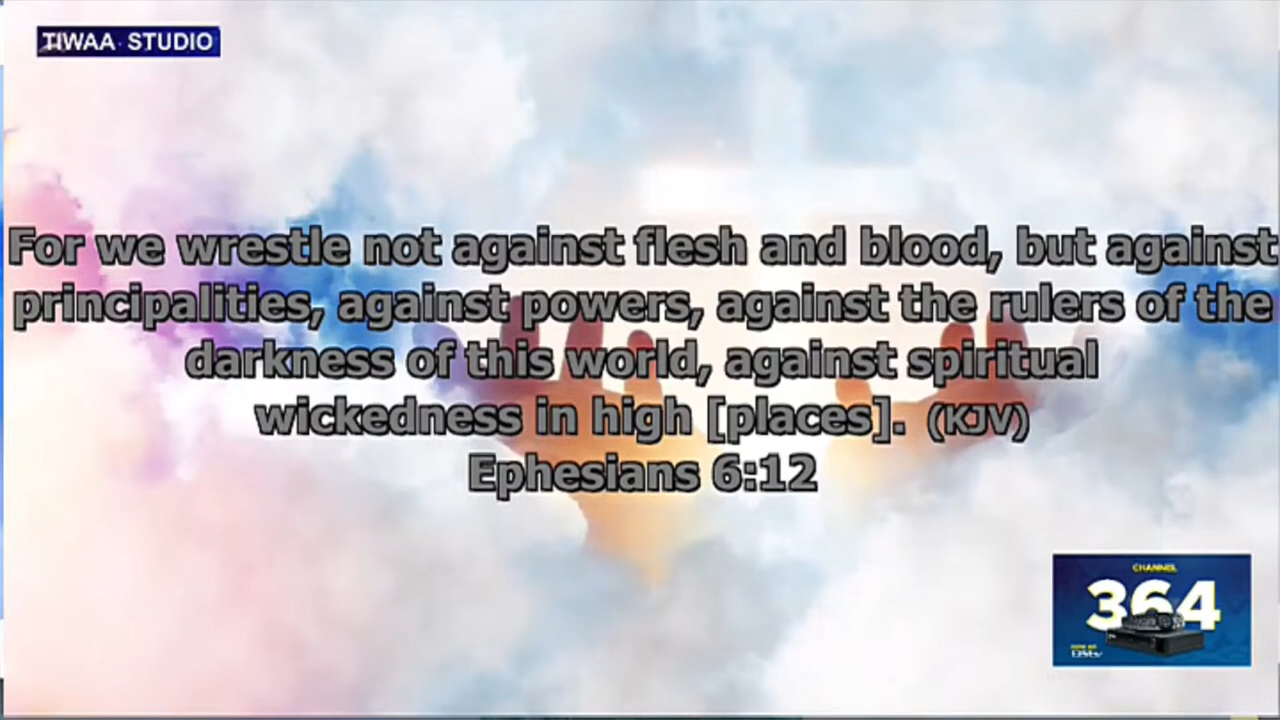 TIWAA STUDIO
For we wrestle not against flesh and blood, but against
principalities, against powers, against the rulers of the
darkness of this world, against spiritual
wickedness in high [places]. (KJV)
Ephesians 6:12
CHANNEL
364
DStv